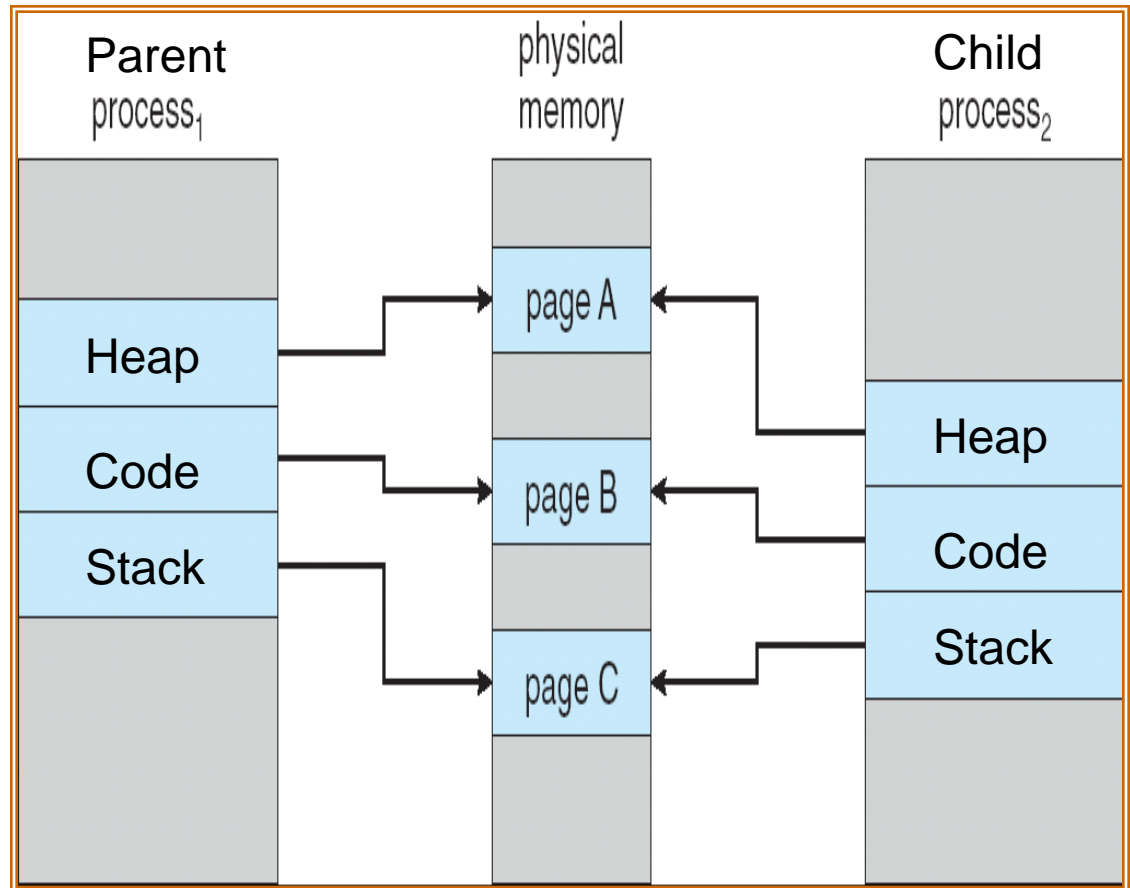 Parent
process₁
Heap
Code
Stack
physical
memory
page A
page B
page C
Child
process₂
Heap
Code
Stack